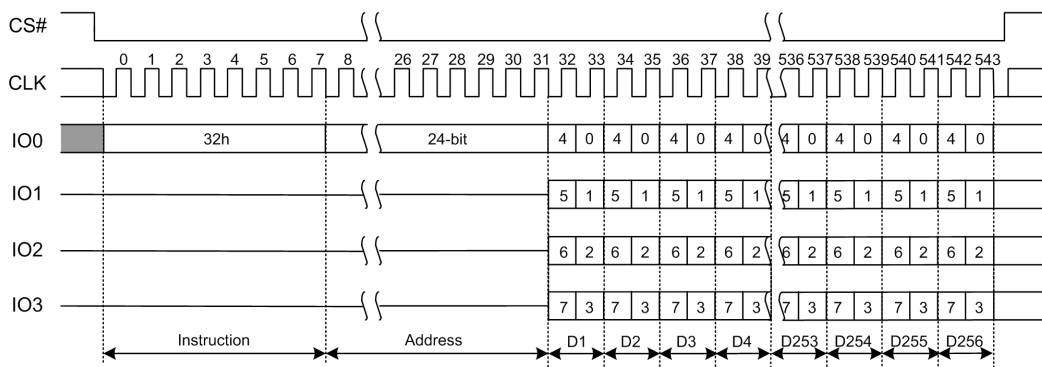 CS#
0 1 2 3 4 5 6 7 8 26 27 28 29 30 31 32 33 34 35 36 37 38 39 536 537 538 539 540 541 542 543
CLK
IO0 32h 24-bit 4 0 4 0 4 0 4 0 4 0 4 0 4 0 4 0
IO1 5 1 5 1 5 1 5 1 5 1 5 1 5 1 5 1
IO2 6 2 6 2 6 2 6 2 6 2 6 2 6 2 6 2
IO3 7 3 7 3 7 3 7 3 7 3 7 3 7 3 7 3
Instruction Address D1 D2 D3 D4 D253 D254 D255 D256